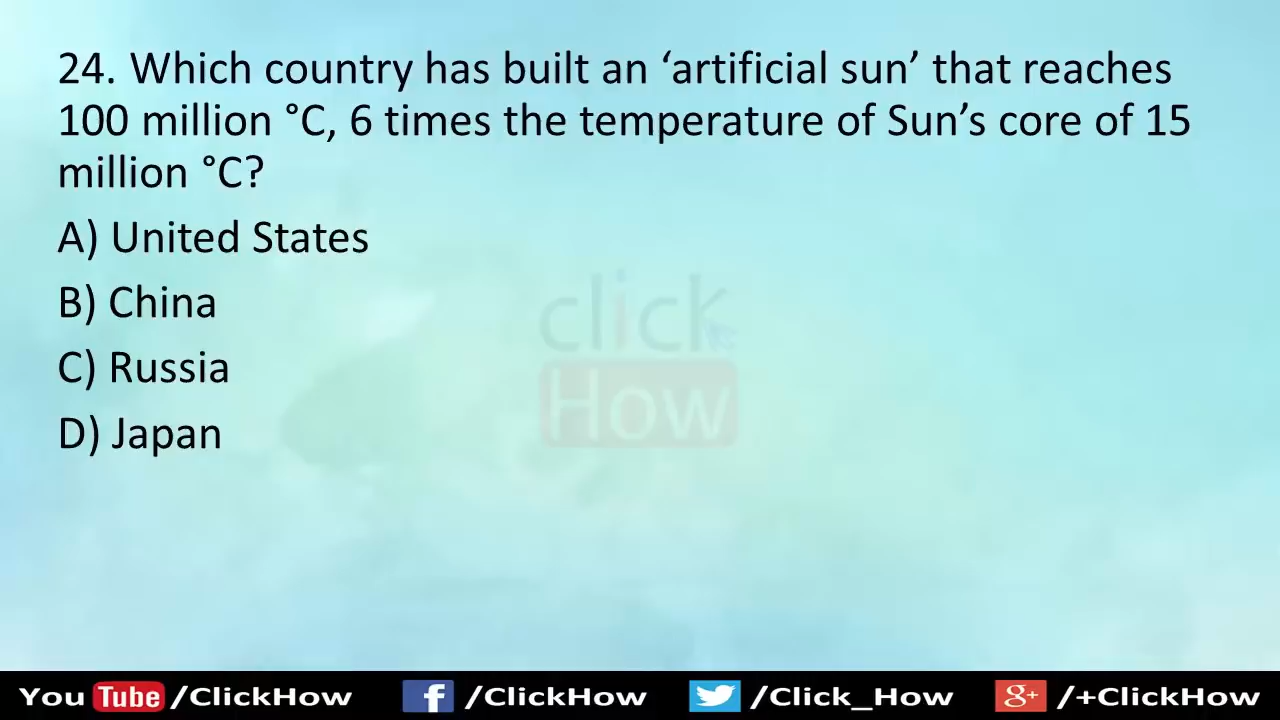 24. Which country has built an ‘artificial sun’ that reaches
100 million °C, 6 times the temperature of Sun’s core of 15
million °C?
A) United States
B) China
click
C) Russia
How
D) Japan
You Tube /ClickHow f /ClickHow /Click_How g+ /+ClickHow